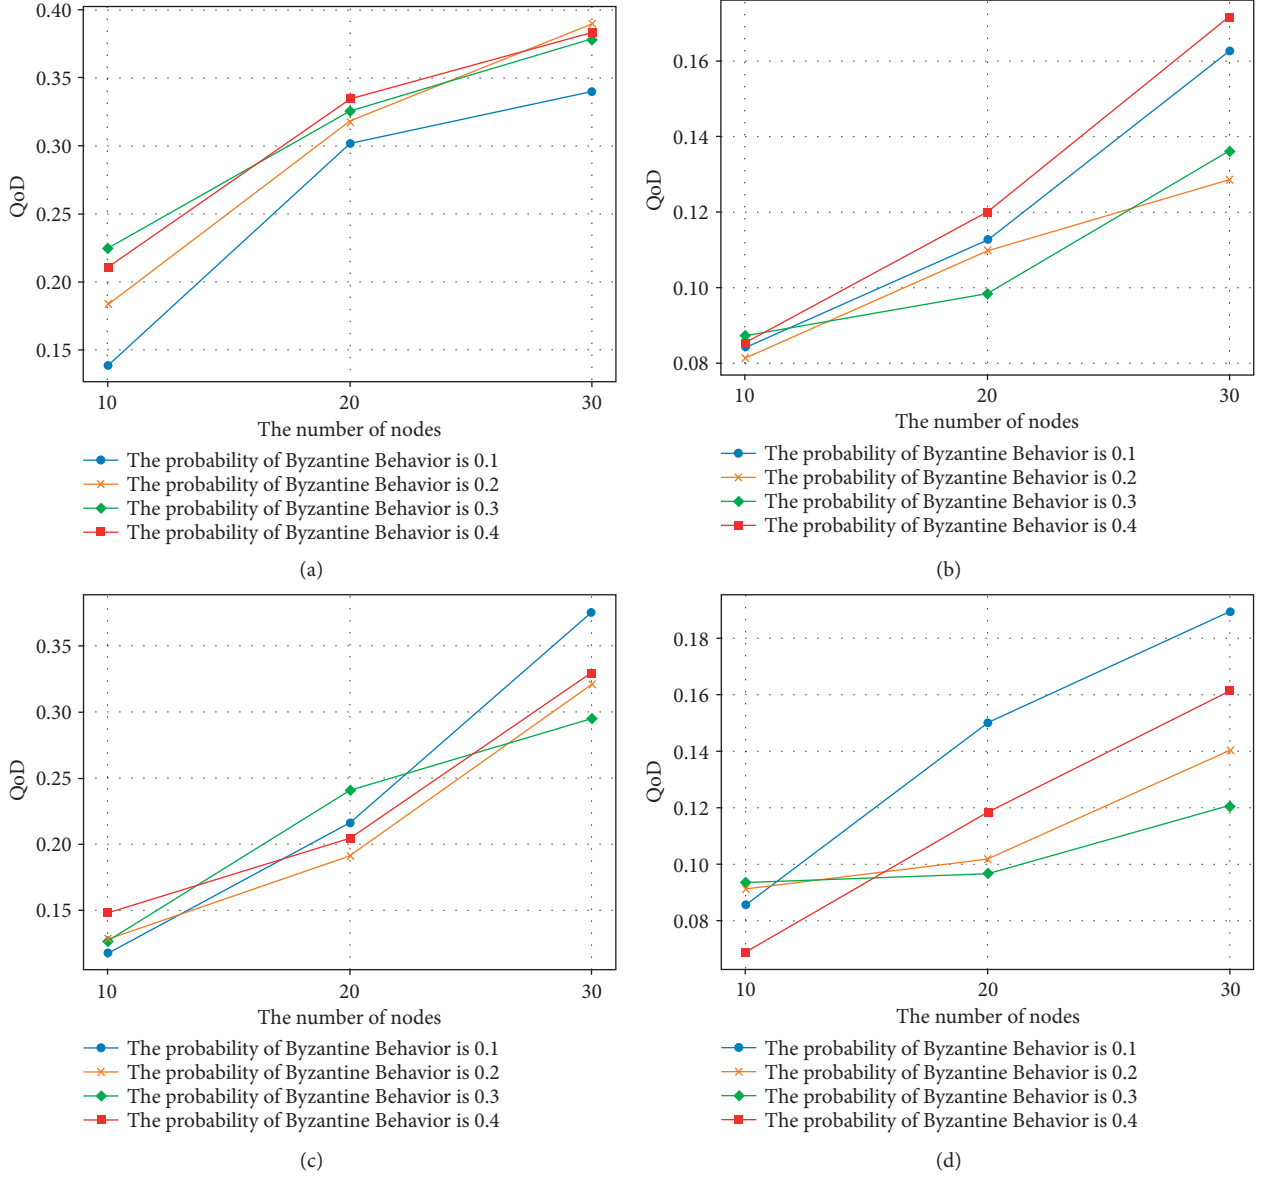 0.40
0.35
0.30
0.25
0.20
0.15
QoD
10 20 30
The number of nodes
The probability of Byzantine Behavior is 0.1
The probability of Byzantine Behavior is 0.2
The probability of Byzantine Behavior is 0.3
The probability of Byzantine Behavior is 0.4
(a)
0.16
0.14
0.12
0.10
0.08
QoD
10 20 30
The number of nodes
The probability of Byzantine Behavior is 0.1
The probability of Byzantine Behavior is 0.2
The probability of Byzantine Behavior is 0.3
The probability of Byzantine Behavior is 0.4
(b)
0.35
0.30
0.25
0.20
0.15
QoD
10 20 30
The number of nodes
The probability of Byzantine Behavior is 0.1
The probability of Byzantine Behavior is 0.2
The probability of Byzantine Behavior is 0.3
The probability of Byzantine Behavior is 0.4
(c)
0.18
0.16
0.14
0.12
0.10
0.08
QoD
10 20 30
The number of nodes
The probability of Byzantine Behavior is 0.1
The probability of Byzantine Behavior is 0.2
The probability of Byzantine Behavior is 0.3
The probability of Byzantine Behavior is 0.4
(d)